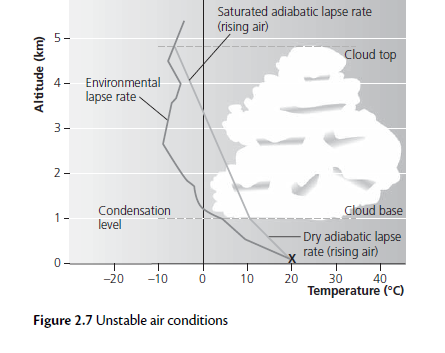 Saturated adiabatic lapse rate
(rising air)
Altitude (km)
5
4
3
2
1
0
Cloud top
Environmental
lapse rate
Condensation
level
Cloud base
Dry adiabatic lapse
rate (rising air)
X
–20 –10 0 10 20 30 40
Temperature (°C)
Figure 2.7 Unstable air conditions